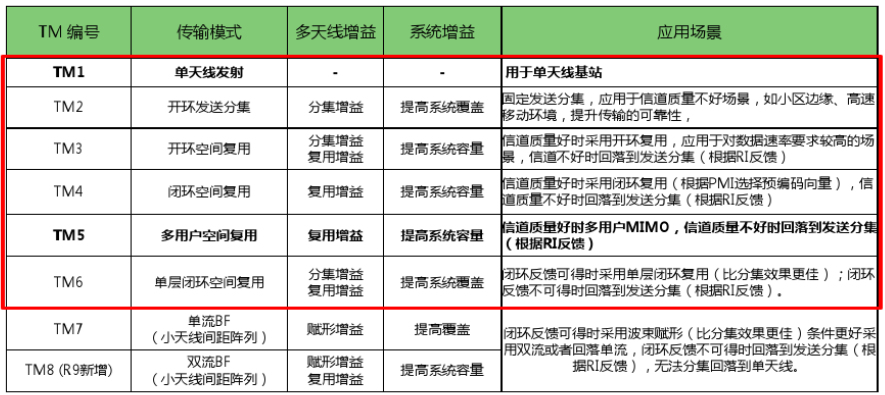 TM 编号 传输模式 多天线增益 系统增益 应用场景
TM1 单天线发射 - - 用于单天线基站
TM2 开环发送分集 分集增益 提高系统覆盖 固定发送分集，应用于信道质量不好场景，如小区边缘、高速
移动环境，提升传输的可靠性，
TM3 开环空间复用 分集增益
复用增益 提高系统容量 信道质量好时采用开环复用，应用于对数据速率要求较高的场
景，信道不好时回落到发送分集（根据RI反馈）
TM4 闭环空间复用 复用增益 提高系统容量 信道质量好时采用闭环复用（根据PMI选择预编码向量），信
道质量不好时回落到发送分集（根据RI反馈）
TM5 多用户空间复用 复用增益 提高系统容量 信道质量好时多用户MIMO，信道质量不好时回落到发送分集
（根据RI反馈）
TM6 单层闭环空间复用 分集增益
复用增益 提高系统覆盖 闭环反馈可得时采用单层闭环复用（比分集效果更佳）；闭环
反馈不可得时回落到发送分集（根据RI反馈）。
TM7 单流BF
（小天线间距阵列） 赋形增益 提高覆盖
TM8 (R9新增) 双流BF
（小天线间距阵列） 赋形增益
复用增益 提高系统容量
闭环反馈可得时采用波束赋形（比分集效果更佳）条件更好采
用双流或者回落单流，闭环反馈不可得时回落到发送分集（根
据RI反馈），无法分集回落到单天线。